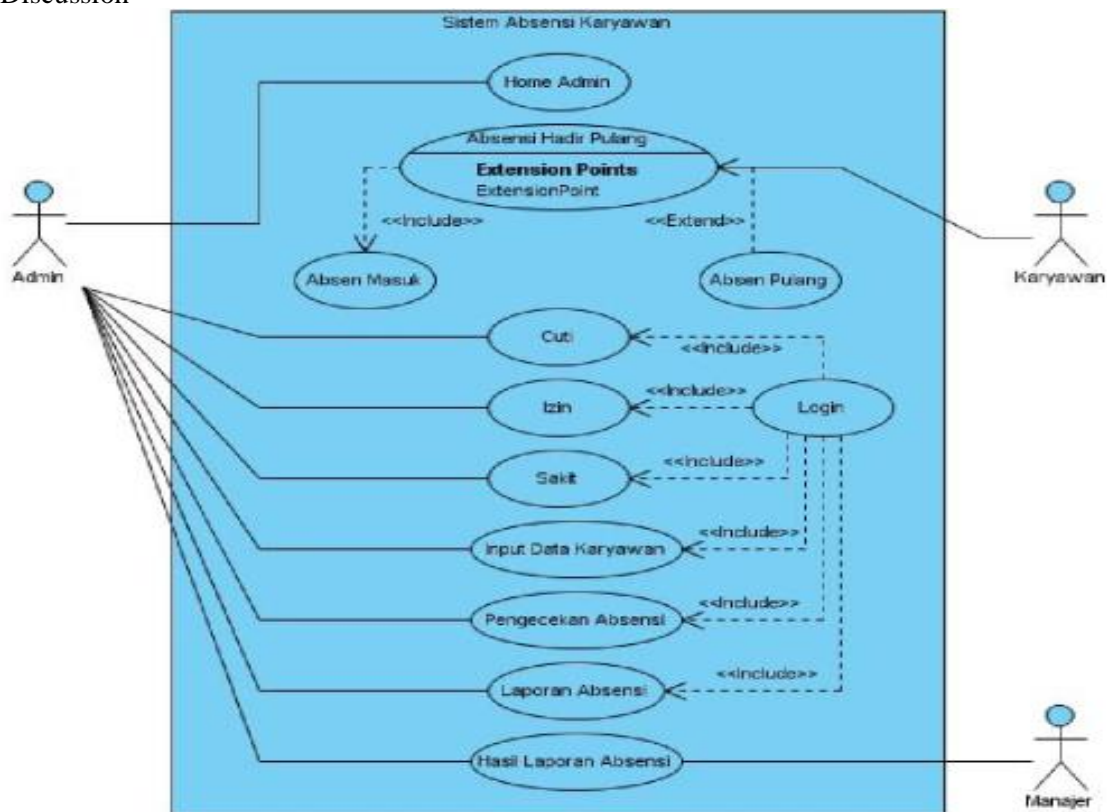 Discussion
Sistem Absensi Karyawan
Home Admin
Absensi Hadir Pulang
Extension Points
ExtensionPoint
<<Include>>
<<Extend>>
Admin
Karyawan
Absen Masuk
Absen Pulang
Cuti
<<Include>>
Izin
<<Include>>
Login
Sakit
<<Include>>
Input Data Karyawan
<<Include>>
Pengecekan Absensi
<<Include>>
Laporan Absensi
<<Include>>
Hasil Laporan Absensi
Manajer